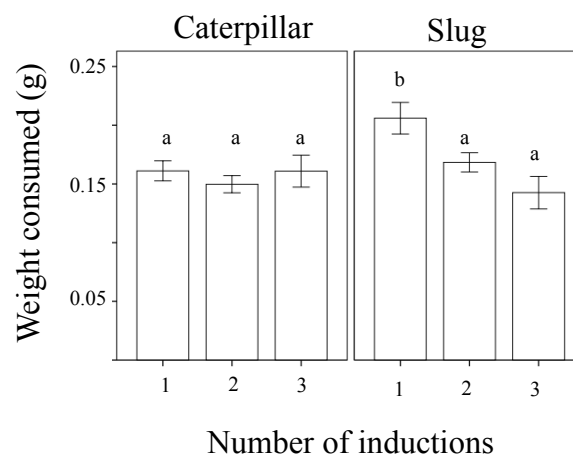 Caterpillar Slug
Weight consumed (g)
0.25
0.15
0.05
a a a
b a a
1 2 3
1 2 3
Number of inductions